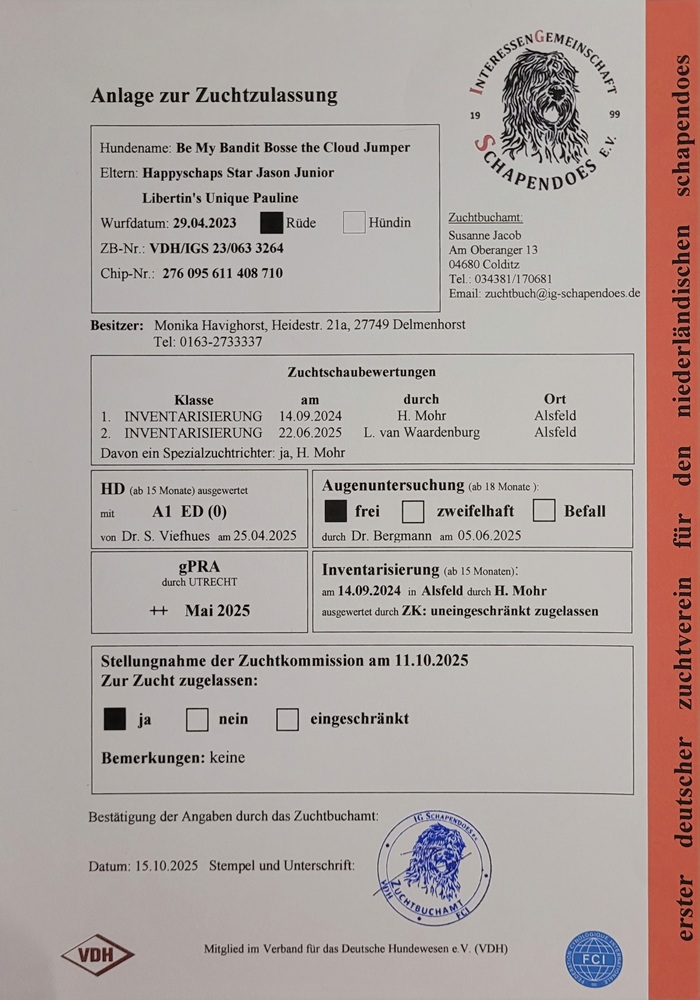 INTERESSENGEMEINSCHAFT
19 99
SCHAPENDOES E.V.
Anlage zur Zuchtzulassung
Hundename: Be My Bandit Bosse the Cloud Jumper
Eltern: Happyschaps Star Jason Junior
Libertin's Unique Pauline
Wurfdatum: 29.04.2023 Rüde Hündin
ZB-Nr.: VDH/IGS 23/063 3264
Chip-Nr.: 276 095 611 408 710
Zuchtbuchamt:
Susanne Jacob
Am Oberanger 13
04680 Colditz
Tel.: 034381/170681
Email: zuchtbuch@ig-schapendoes.de
Besitzer: Monika Havighorst, Heidestr. 21a, 27749 Delmenhorst
Tel: 0163-2733337
Zuchtschaubewertungen
Klasse am durch Ort
1. INVENTARISIERUNG 14.09.2024 H. Mohr Alsfeld
2. INVENTARISIERUNG 22.06.2025 L. van Waardenburg Alsfeld
Davon ein Spezialzuchtrichter: ja, H. Mohr
HD (ab 15 Monate) ausgewertet
mit A1 ED (0)
von Dr. S. Viefhues am 25.04.2025
Augenuntersuchung (ab 18 Monate ):
frei zweifelhaft Befall
durch Dr. Bergmann am 05.06.2025
gPRA
durch UTRECHT
++ Mai 2025
Inventarisierung (ab 15 Monaten):
am 14.09.2024 in Alsfeld durch H. Mohr
ausgewertet durch ZK: uneingeschränkt zugelassen
Stellungnahme der Zuchtkommission am 11.10.2025
Zur Zucht zugelassen:
ja nein eingeschränkt
Bemerkungen: keine
Bestätigung der Angaben durch das Zuchtbuchamt:
Datum: 15.10.2025 Stempel und Unterschrift:
IG SCHAPENDOES e.V.
VDH ZUCHTBUCHAMT FCI
VDH
Mitglied im Verband für das Deutsche Hundewesen e.V. (VDH)
FEDERATION CYNOLOGIQUE INTERNATIONALE
FCI
erster deutscher zuchtverein für den niederländischen schapendoes